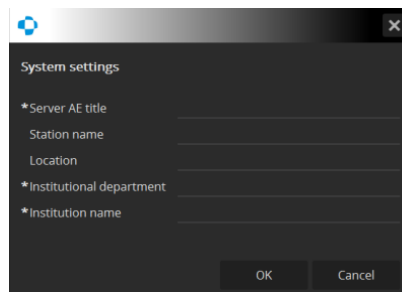 System settings
*Server AE title
Station name
Location
*Institutional department
*Institution name
OK Cancel